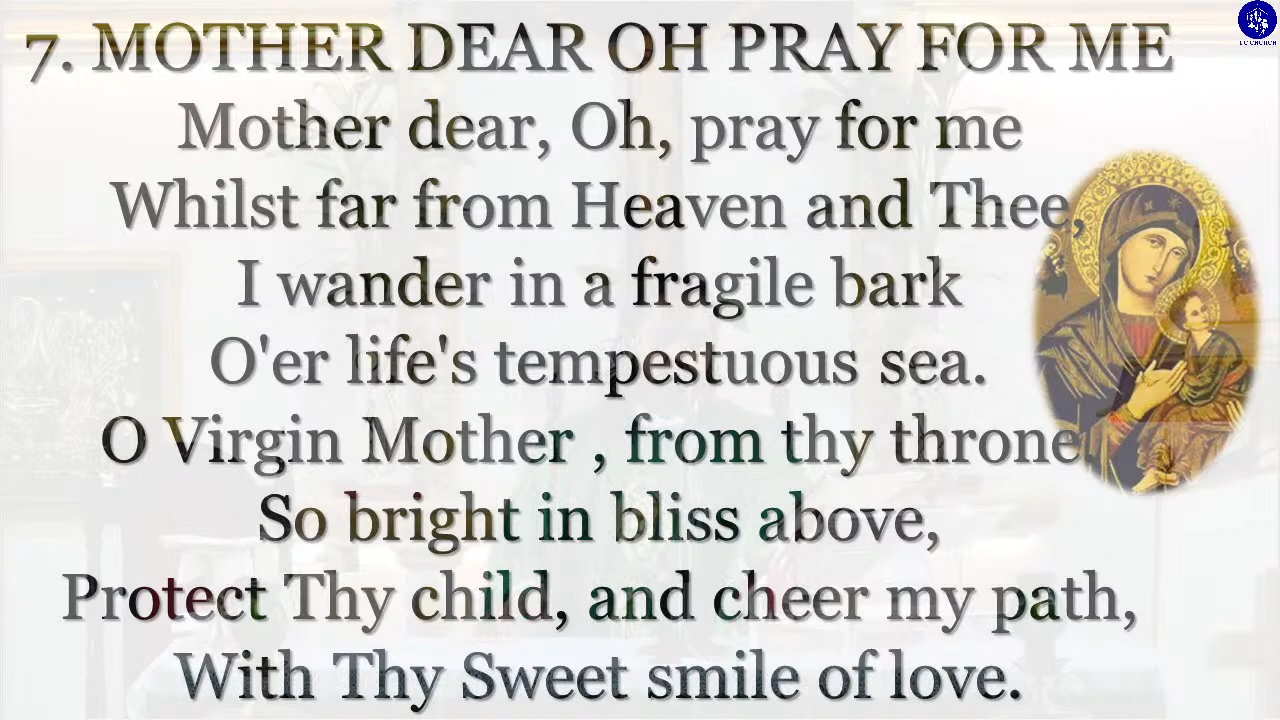 7. MOTHER DEAR OH PRAY FOR ME
Mother dear, Oh, pray for me
Whilst far from Heaven and Thee,
I wander in a fragile bark
O'er life's tempestuous sea.
O Virgin Mother , from thy throne
So bright in bliss above,
Protect Thy child, and cheer my path,
With Thy Sweet smile of love.